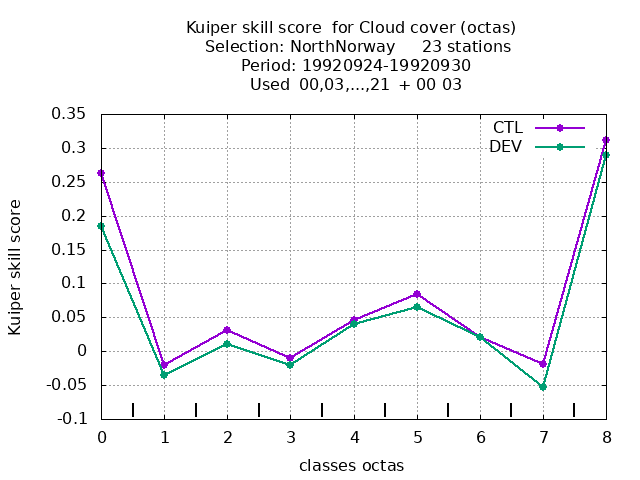 Kuiper skill score  for Cloud cover (octas)
Selection: NorthNorway     23 stations
Period: 19920924-19920930
Used  00,03,...,21  + 00 03
CTL
DEV
0.35
0.3
0.25
0.2
0.15
0.1
0.05
0
-0.05
-0.1
Kuiper skill score
0 1 2 3 4 5 6 7 8
classes octas